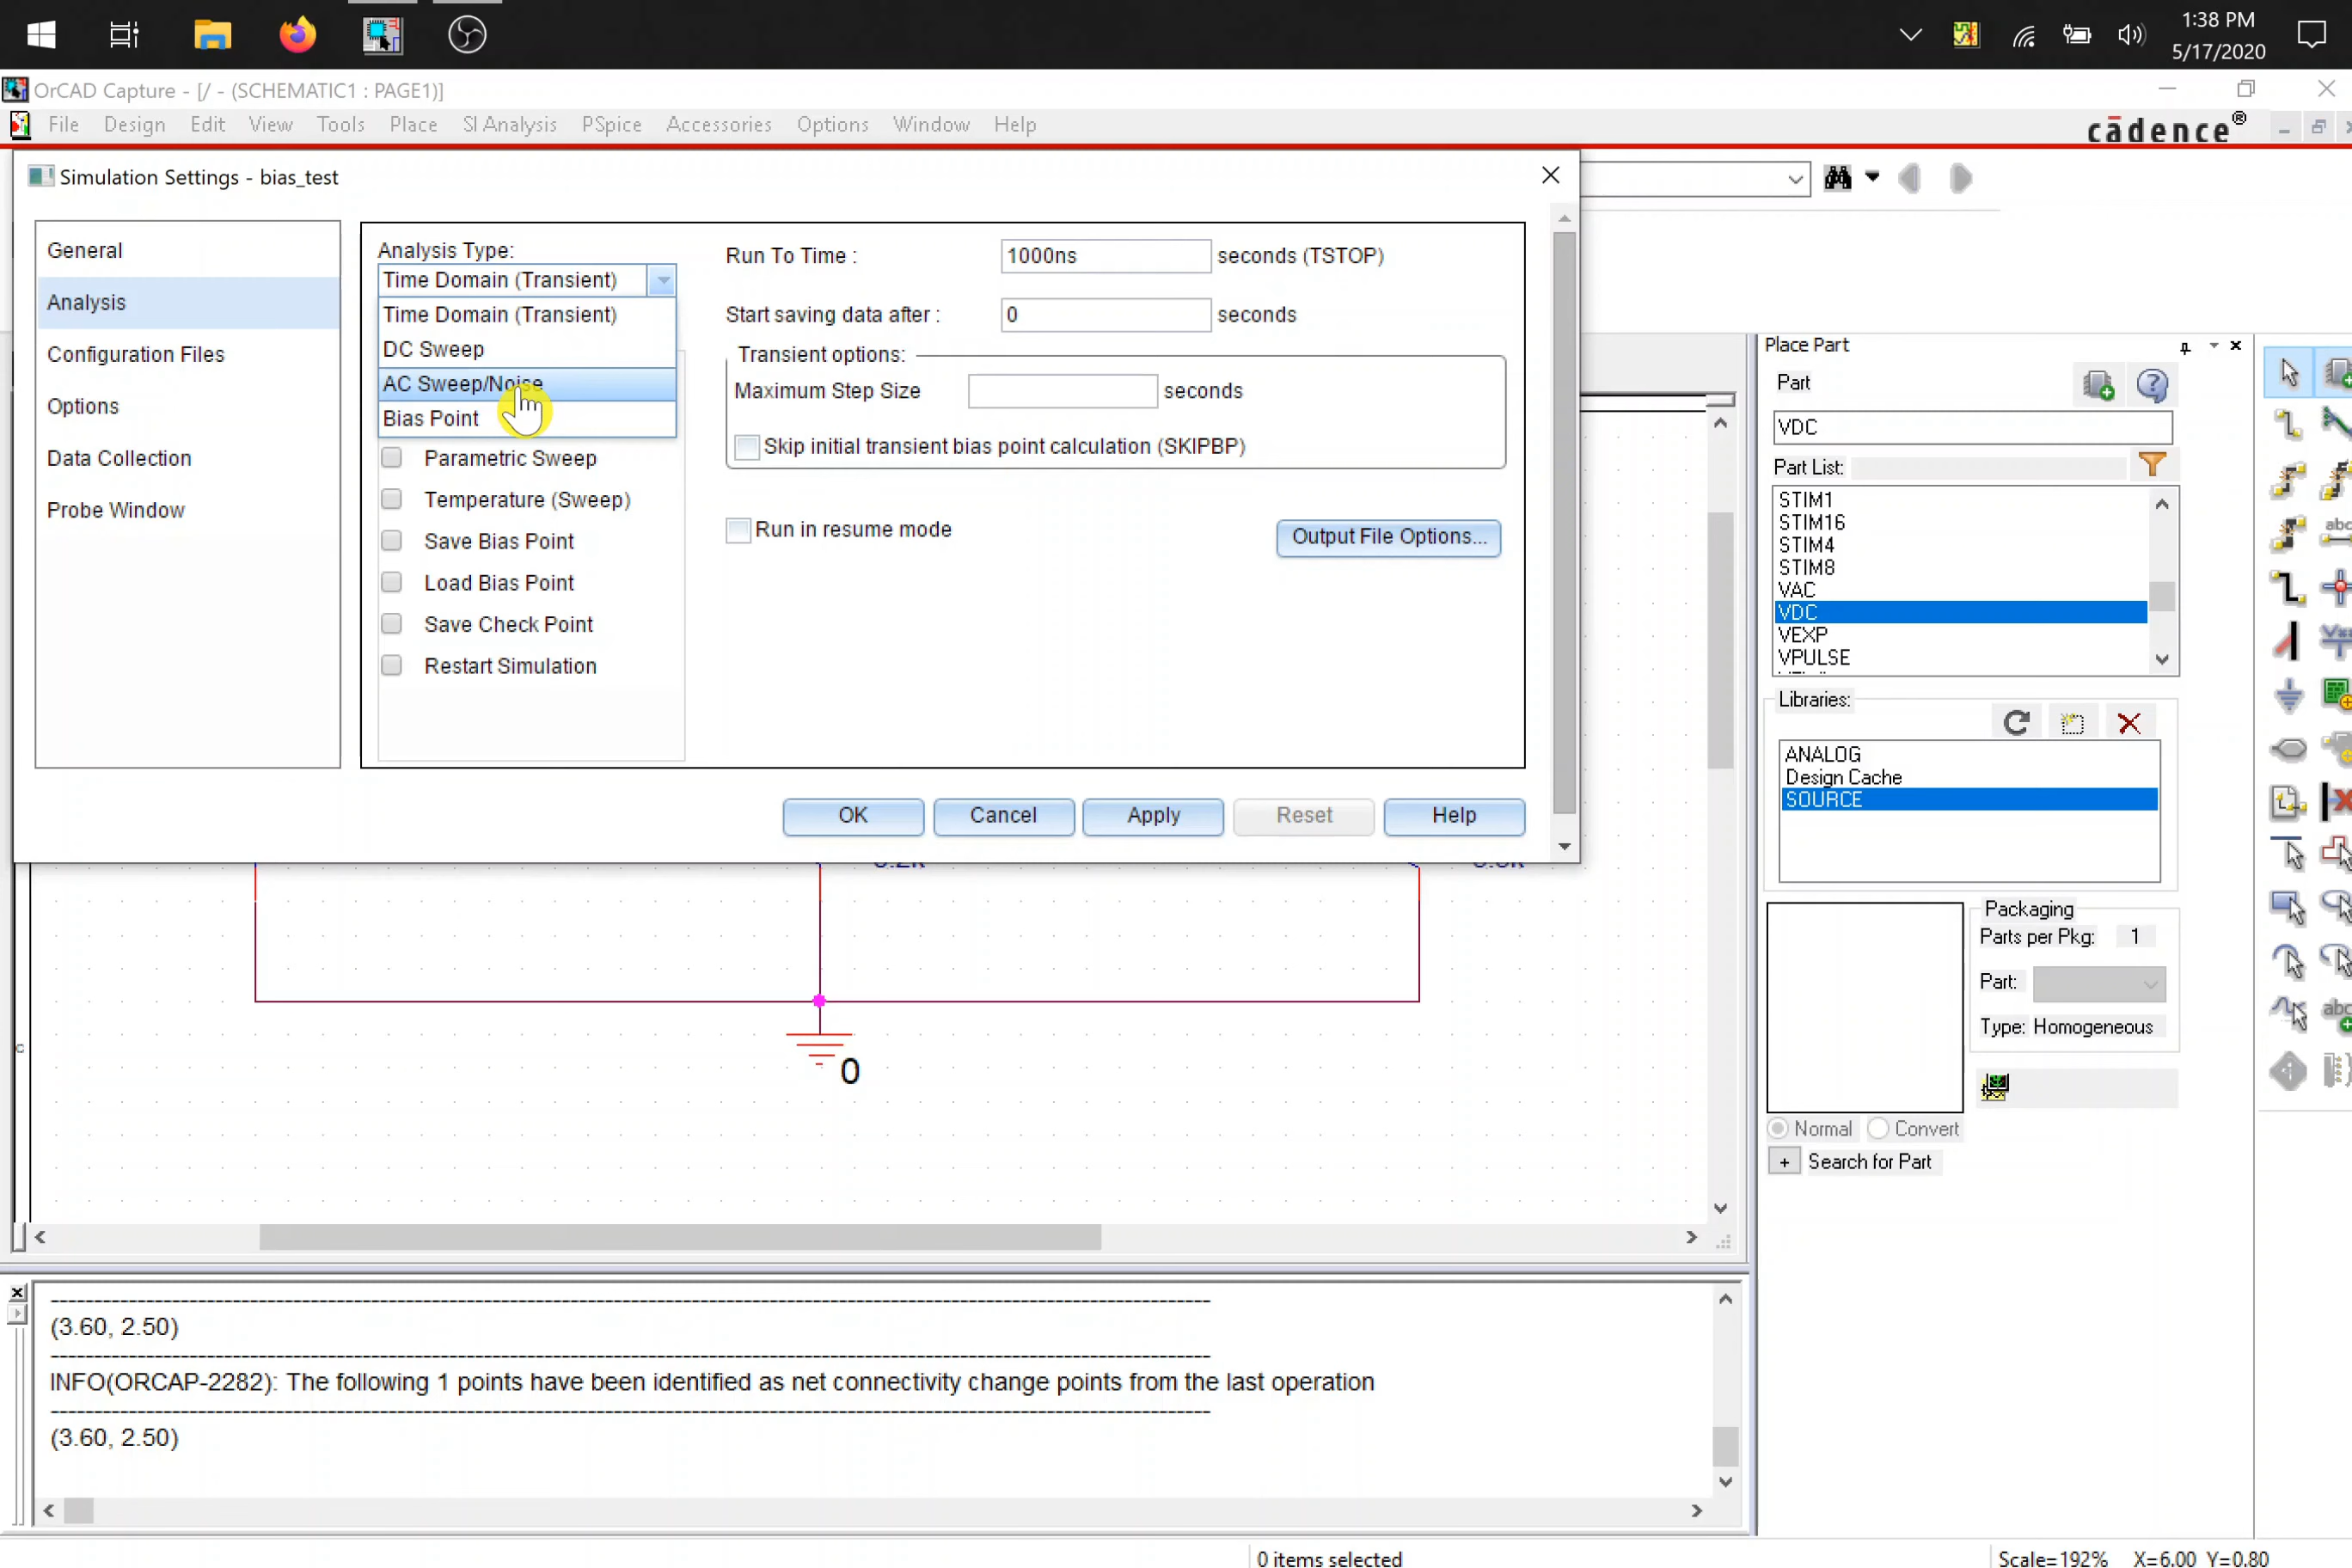 1:38 PM
5/17/2020
OrCAD Capture - [/ - (SCHEMATIC1 : PAGE1)]
File Design Edit View Tools Place SI Analysis PSpice Accessories Options Window Help
cādence®
Simulation Settings - bias_test
General
Analysis
Configuration Files
Options
Data Collection
Probe Window
Analysis Type:
Time Domain (Transient)
Time Domain (Transient)
DC Sweep
AC Sweep/Noise
Bias Point
Parametric Sweep
Temperature (Sweep)
Save Bias Point
Load Bias Point
Save Check Point
Restart Simulation
Run To Time : 1000ns seconds (TSTOP)
Start saving data after : 0 seconds
Transient options:
Maximum Step Size seconds
Skip initial transient bias point calculation (SKIPBP)
Run in resume mode
Output File Options...
OK Cancel Apply Reset Help
0
Place Part
Part
VDC
Part List:
STIM1
STIM16
STIM4
STIM8
VAC
VDC
VEXP
VPULSE
Libraries:
ANALOG
Design Cache
SOURCE
Packaging
Parts per Pkg: 1
Part:
Type: Homogeneous
Normal Convert
+ Search for Part
(3.60, 2.50)
INFO(ORCAP-2282): The following 1 points have been identified as net connectivity change points from the last operation
(3.60, 2.50)
0 items selected
Scale=192% X=6.00 Y=0.80